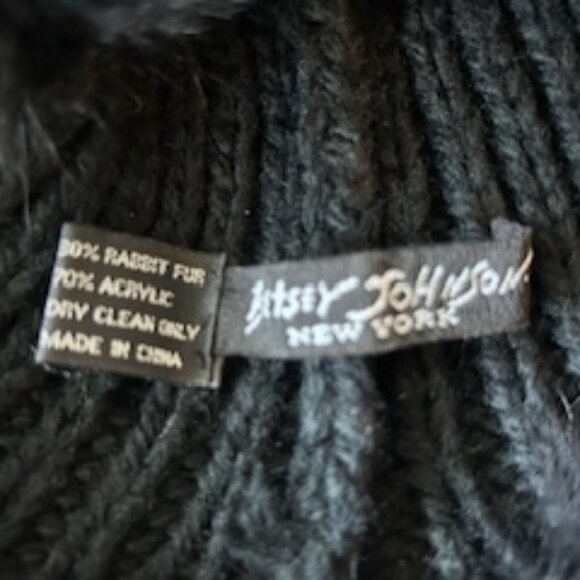 30% RABBIT FUR
70% ACRYLIC
DRY CLEAN ONLY
MADE IN CHINA
BETSEY JOHNSON.
NEW YORK